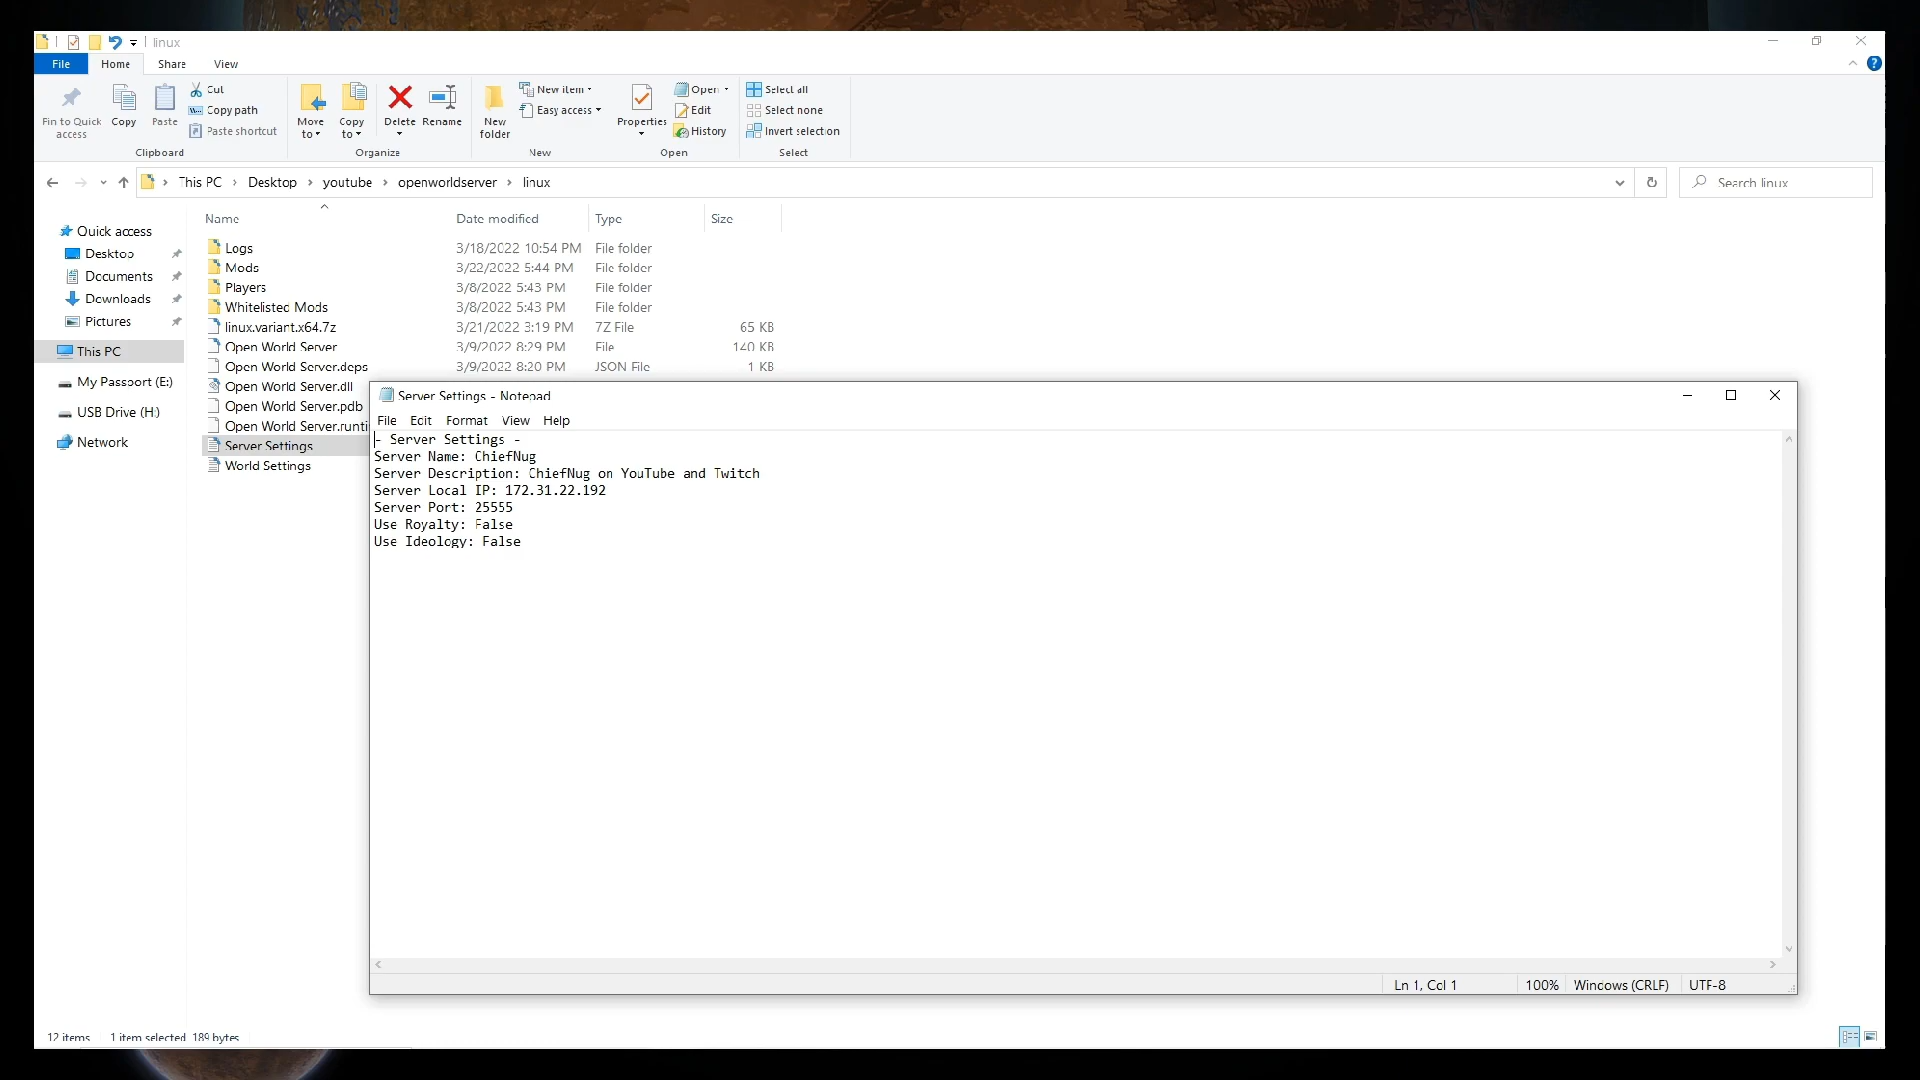 linux
File Home Share View
Pin to Quick access
Copy
Paste
Cut
Copy path
Paste shortcut
Clipboard
Move to
Copy to
Delete
Rename
Organize
New folder
New item
Easy access
New
Properties
Open
Edit
History
Open
Select all
Select none
Invert selection
Select
This PC > Desktop > youtube > openworldserver > linux
Search linux
Quick access
Desktop
Documents
Downloads
Pictures
This PC
My Passport (E:)
USB Drive (H:)
Network
Name Date modified Type Size
Logs 3/18/2022 10:54 PM File folder
Mods 3/22/2022 5:44 PM File folder
Players 3/8/2022 5:43 PM File folder
Whitelisted Mods 3/8/2022 5:43 PM File folder
linux.variant.x64.7z 3/21/2022 3:19 PM 7Z File 65 KB
Open World Server 3/9/2022 8:29 PM File 140 KB
Open World Server.deps 3/9/2022 8:20 PM JSON File 1 KB
Open World Server.dll
Open World Server.pdb
Open World Server.runti
Server Settings
World Settings
Server Settings - Notepad
File Edit Format View Help
- Server Settings -
Server Name: ChiefNug
Server Description: ChiefNug on YouTube and Twitch
Server Local IP: 172.31.22.192
Server Port: 25555
Use Royalty: False
Use Ideology: False
Ln 1, Col 1 100% Windows (CRLF) UTF-8
12 items 1 item selected 189 bytes